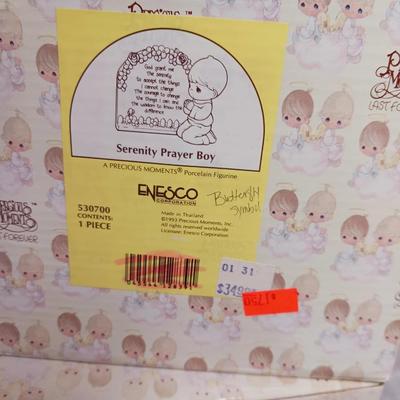 God grant me
the serenity
to accept the things
I cannot change
The courage to change
the things I can and
the wisdom to know the
difference
Serenity Prayer Boy
A PRECIOUS MOMENTS® Porcelain Figurine
ENESCO
CORPORATION
Butterfly
symbol
530700
CONTENTS:
1 PIECE
Made in Thailand
©1993 Precious Moments, Inc.
All rights reserved worldwide
Licensee: Enesco Corporation
01 31
LAST FOREVER